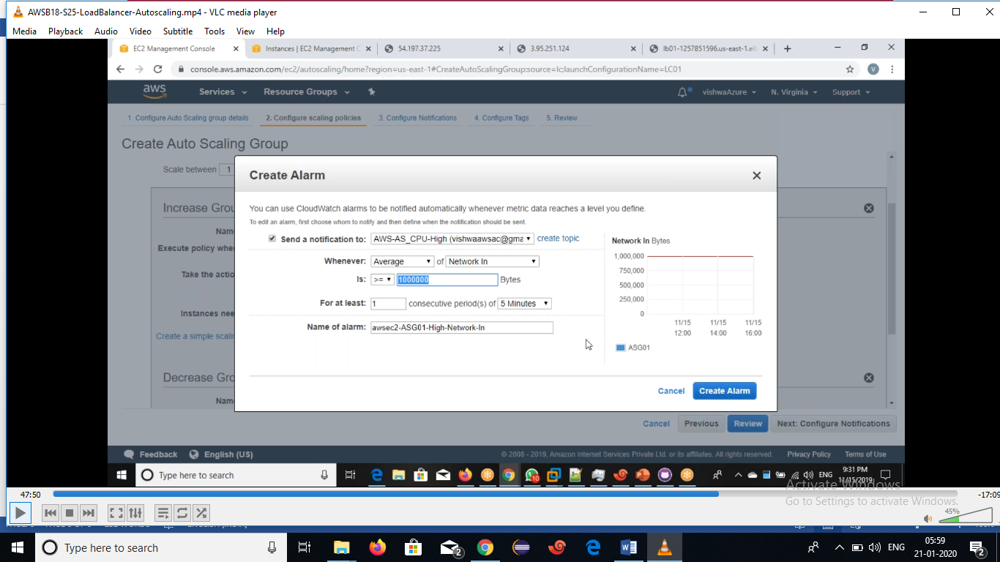 AWSB18-S25-LoadBalancer-Autoscaling.mp4 - VLC media player
Media Playback Audio Video Subtitle Tools View Help
EC2 Management Console Instances | EC2 Management C 54.197.37.225 3.95.251.124 lb01-1257851596.us-east-1.elb
console.aws.amazon.com/ec2/autoscaling/home?region=us-east-1#CreateAutoScalingGroup:source=lc;launchConfigurationName=LC01
V
aws Services Resource Groups vishwaAzure N. Virginia Support
1. Configure Auto Scaling group details 2. Configure scaling policies 3. Configure Notifications 4. Configure Tags 5. Review
Create Auto Scaling Group
Scale between 1
Increase Grou
Name
Execute policy when
Take the actio
Instances nee
Create a simple scalin
Decrease Gro
Name
Create Alarm
You can use CloudWatch alarms to be notified automatically whenever metric data reaches a level you define.
To edit an alarm, first choose whom to notify and then define when the notification should be sent.
Send a notification to: AWS-AS_CPU-High (vishwaawsac@gma create topic
Whenever: Average of Network In
Is: >= 1000000 Bytes
For at least: 1 consecutive period(s) of 5 Minutes
Name of alarm: awsec2-ASG01-High-Network-In
Network In Bytes
1,000,000
750,000
500,000
250,000
0
11/15 11/15 11/15
12:00 14:00 16:00
ASG01
Cancel Create Alarm
Cancel Previous Review Next: Configure Notifications
Feedback English (US) © 2008 - 2019, Amazon Internet Services Private Ltd. or its affiliates. All rights reserved. Privacy Policy Terms of Use
Type here to search 10 ENG 9:31 PM
11/15/2019
Activate Windows
Go to Settings to activate Windows.
47:50 -17:09
45%
Type here to search 2 ENG 05:59
21-01-2020 2